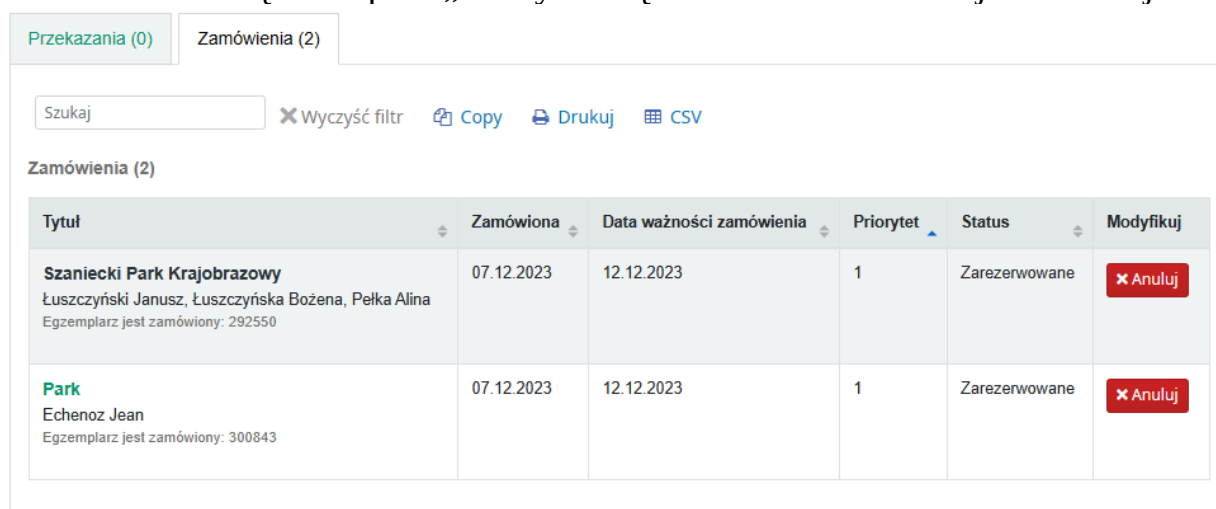 Przekazania (0) Zamówienia (2)
Szukaj Wyczyść filtr Copy Drukuj CSV
Zamówienia (2)
Tytuł Zamówiona Data ważności zamówienia Priorytet Status Modyfikuj
Szaniecki Park Krajobrazowy 07.12.2023 12.12.2023 1 Zarezerwowane Anuluj
Łuszczyński Janusz, Łuszczyńska Bożena, Pełka Alina
Egzemplarz jest zamówiony: 292550
Park 07.12.2023 12.12.2023 1 Zarezerwowane Anuluj
Echenoz Jean
Egzemplarz jest zamówiony: 300843